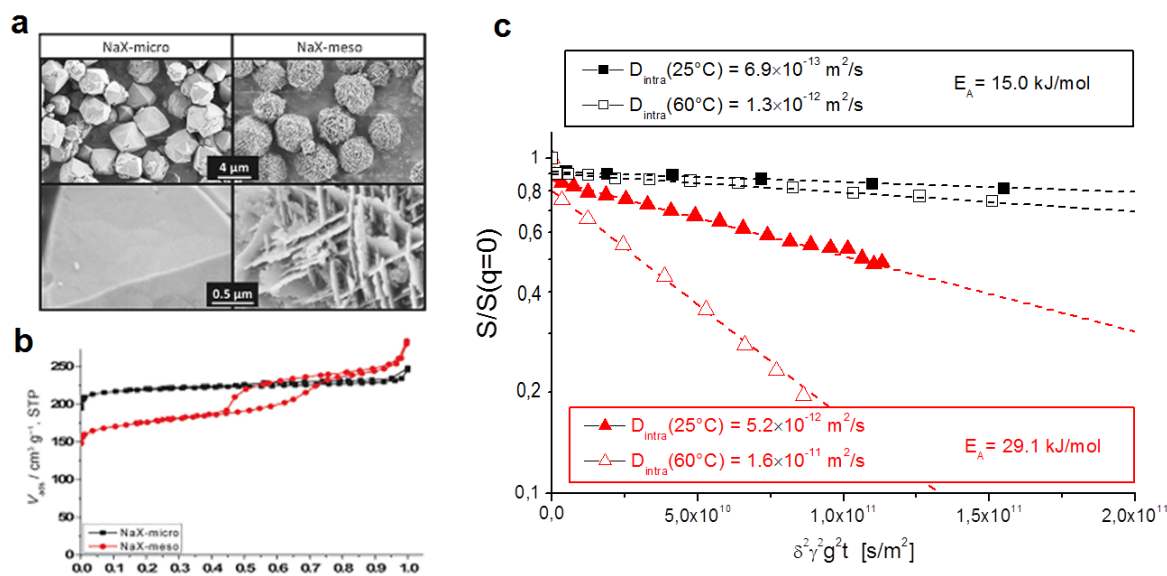 a
NaX-micro NaX-meso
4 µm
0.5 µm
b
250
200
150
100
50
0
V_ads / cm³ g⁻¹, STP
NaX-micro
NaX-meso
0.0 0.1 0.2 0.3 0.4 0.5 0.6 0.7 0.8 0.9 1.0
c
D_intra(25°C) = 6.9×10⁻¹³ m²/s
D_intra(60°C) = 1.3×10⁻¹² m²/s
E_A= 15.0 kJ/mol
1
0,8
0,6
0,4
0,2
0,1
S/S(q=0)
D_intra(25°C) = 5.2×10⁻¹² m²/s
D_intra(60°C) = 1.6×10⁻¹¹ m²/s
E_A= 29.1 kJ/mol
0,0 5,0x10¹⁰ 1,0x10¹¹ 1,5x10¹¹ 2,0x10¹¹
δ²γ²g²t [s/m²]